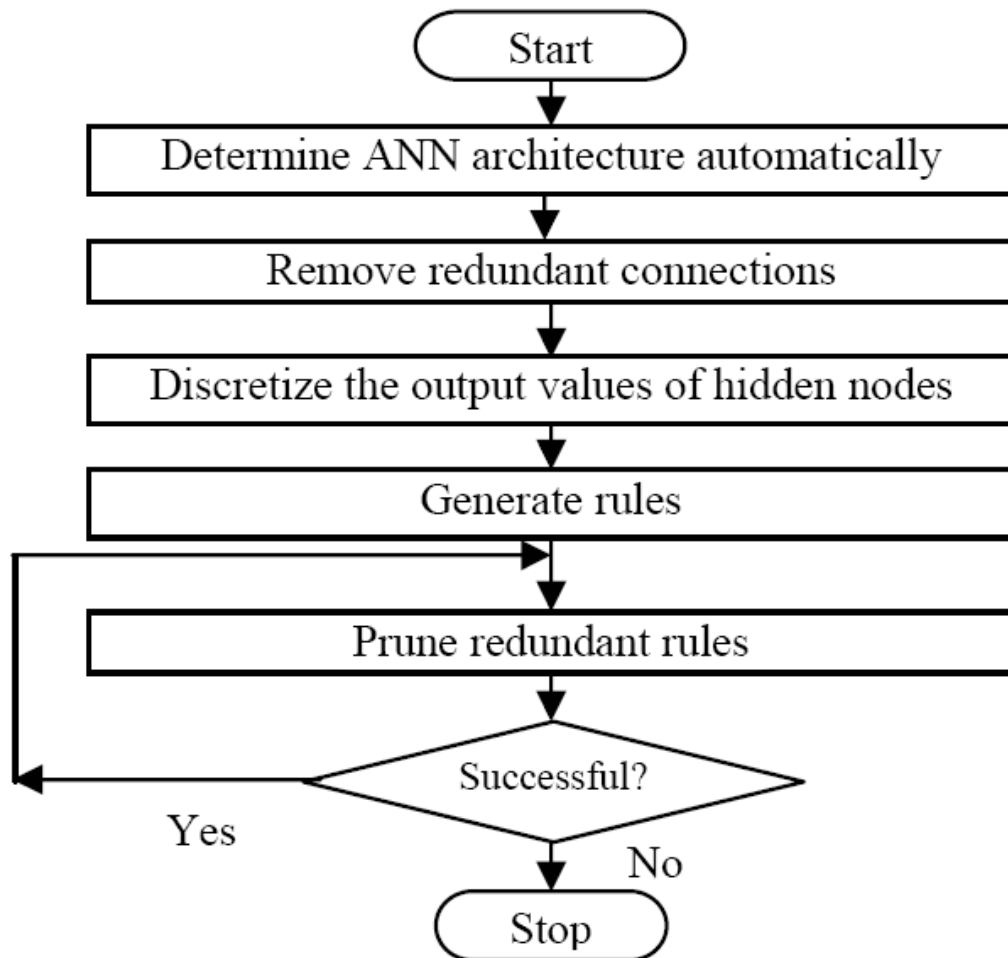 Start
Determine ANN architecture automatically
Remove redundant connections
Discretize the output values of hidden nodes
Generate rules
Prune redundant rules
Successful?
Yes
No
Stop